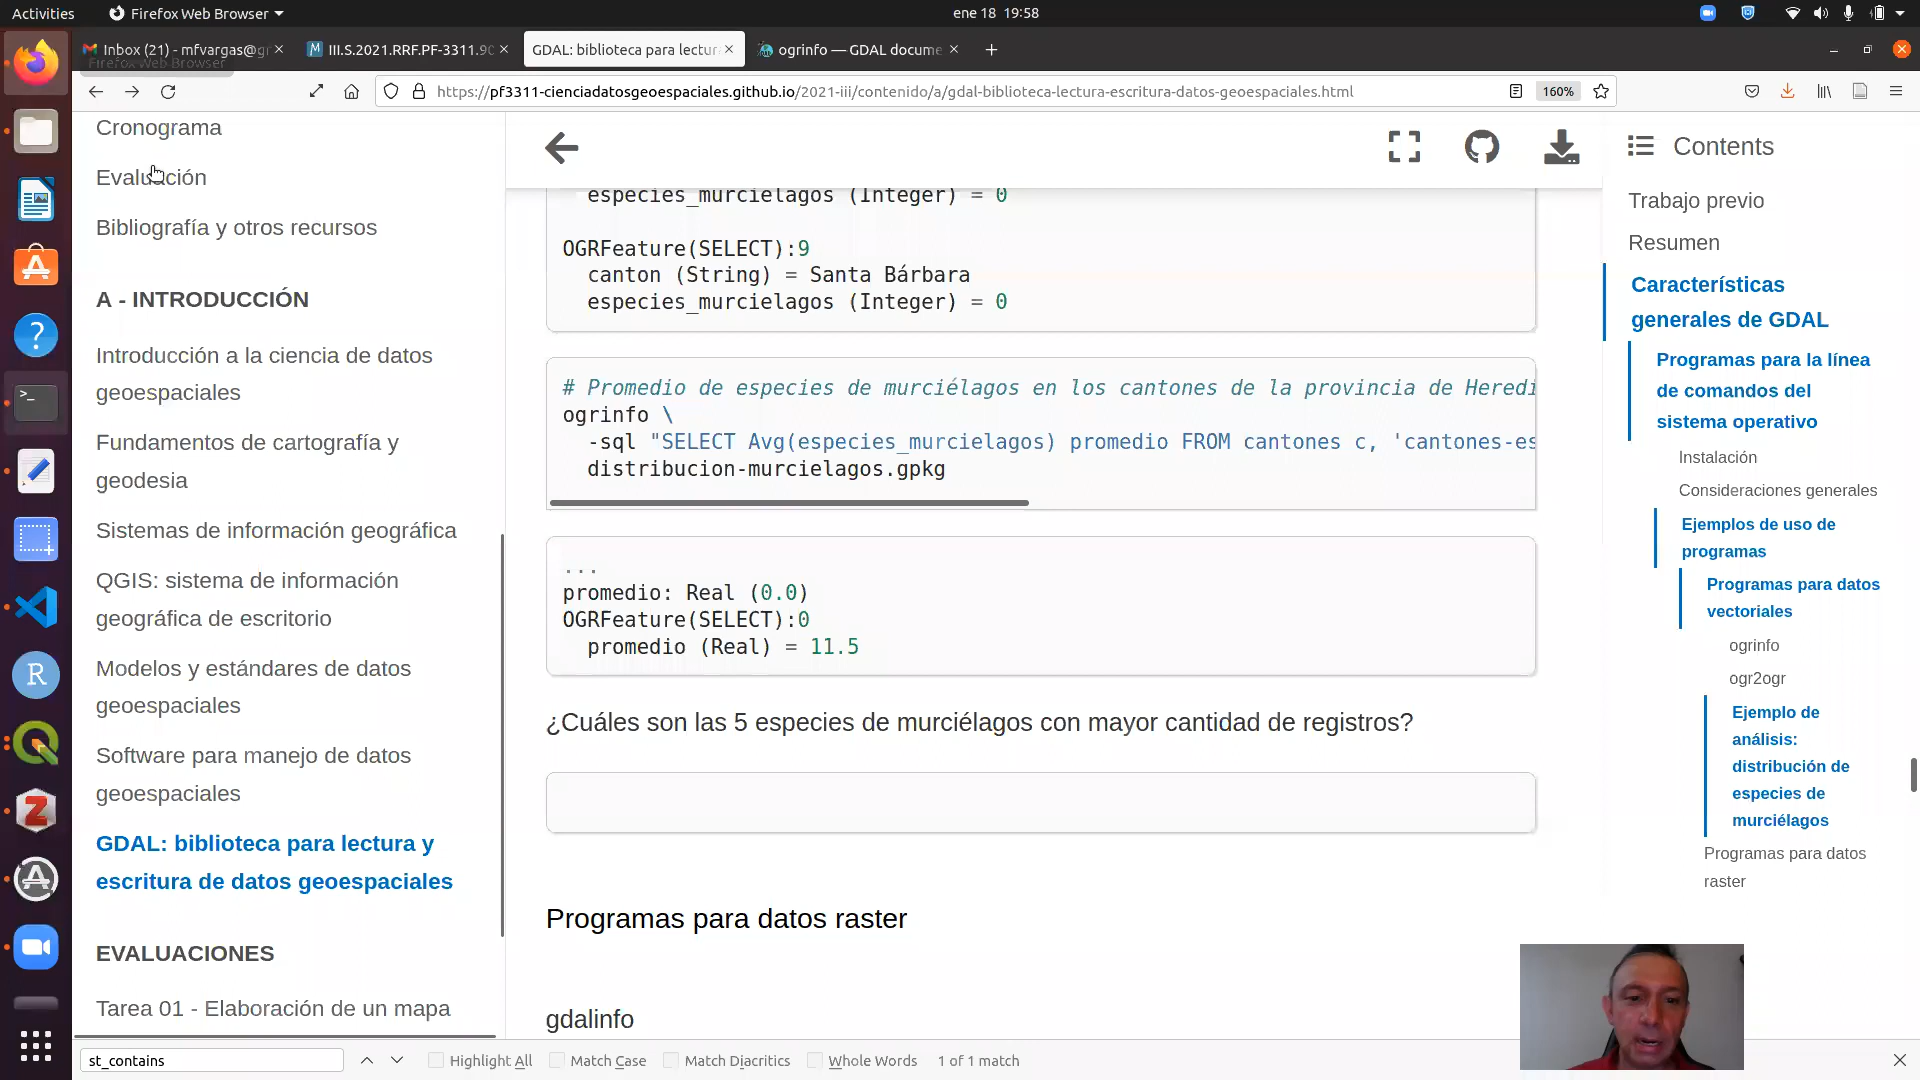 Activities
Firefox Web Browser
ene 18 19:58
Inbox (21) - mfvargas@gr
III.S.2021.RRF.PF-3311.90
GDAL: biblioteca para lectur
ogrinfo — GDAL docume
Firefox Web Browser
https://pf3311-cienciadatosgeoespaciales.github.io/2021-iii/contenido/a/gdal-biblioteca-lectura-escritura-datos-geoespaciales.html
160%
Cronograma
Evaluación
Bibliografía y otros recursos
A - INTRODUCCIÓN
Introducción a la ciencia de datos
geoespaciales
Fundamentos de cartografía y
geodesia
Sistemas de información geográfica
QGIS: sistema de información
geográfica de escritorio
Modelos y estándares de datos
geoespaciales
Software para manejo de datos
geoespaciales
GDAL: biblioteca para lectura y
escritura de datos geoespaciales
EVALUACIONES
Tarea 01 - Elaboración de un mapa
especies_murcielagos (Integer) = 0
OGRFeature(SELECT):9
canton (String) = Santa Bárbara
especies_murcielagos (Integer) = 0
# Promedio de especies de murciélagos en los cantones de la provincia de Heredi
ogrinfo \
-sql "SELECT Avg(especies_murcielagos) promedio FROM cantones c, 'cantones-es
distribucion-murcielagos.gpkg
...
promedio: Real (0.0)
OGRFeature(SELECT):0
promedio (Real) = 11.5
¿Cuáles son las 5 especies de murciélagos con mayor cantidad de registros?
Programas para datos raster
gdalinfo
Contents
Trabajo previo
Resumen
Características
generales de GDAL
Programas para la línea
de comandos del
sistema operativo
Instalación
Consideraciones generales
Ejemplos de uso de
programas
Programas para datos
vectoriales
ogrinfo
ogr2ogr
Ejemplo de
análisis:
distribución de
especies de
murciélagos
Programas para datos
raster
st_contains
Highlight All
Match Case
Match Diacritics
Whole Words
1 of 1 match